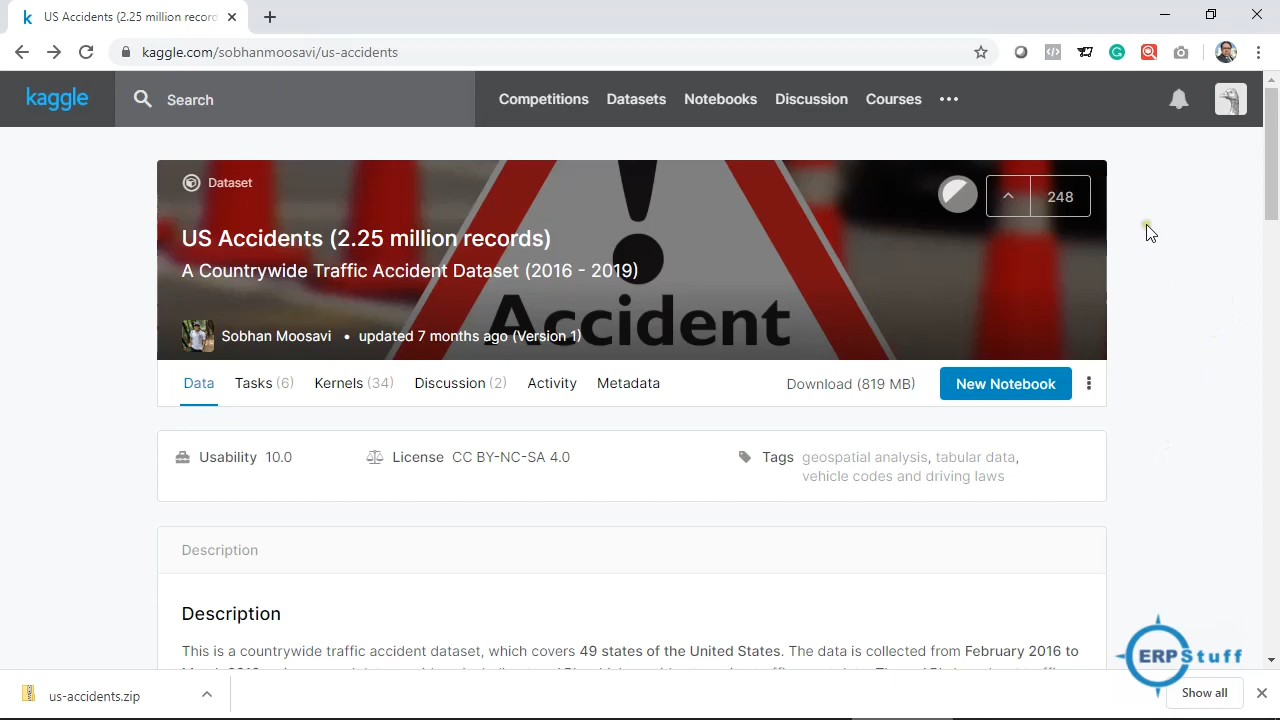 US Accidents (2.25 million record
kaggle.com/sobhanmoosavi/us-accidents
kaggle
Search
Competitions
Datasets
Notebooks
Discussion
Courses
Dataset
248
US Accidents (2.25 million records)
A Countrywide Traffic Accident Dataset (2016 - 2019)
Accident
Sobhan Moosavi • updated 7 months ago (Version 1)
Data
Tasks (6)
Kernels (34)
Discussion (2)
Activity
Metadata
Download (819 MB)
New Notebook
Usability 10.0
License CC BY-NC-SA 4.0
Tags geospatial analysis, tabular data,
vehicle codes and driving laws
Description
Description
This is a countrywide traffic accident dataset, which covers 49 states of the United States. The data is collected from February 2016 to
ERPStuff
us-accidents.zip
Show all